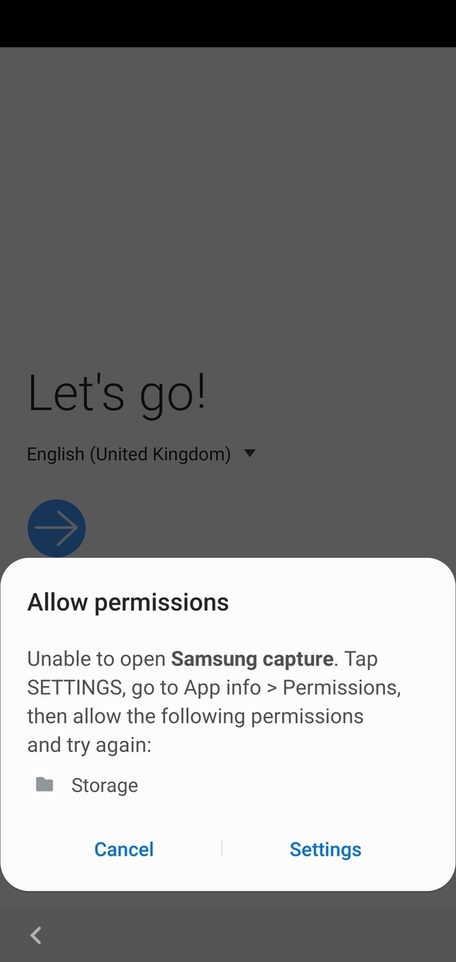 Let's go!
English (United Kingdom)
Allow permissions
Unable to open Samsung capture. Tap
SETTINGS, go to App info > Permissions,
then allow the following permissions
and try again:
Storage
Cancel
Settings